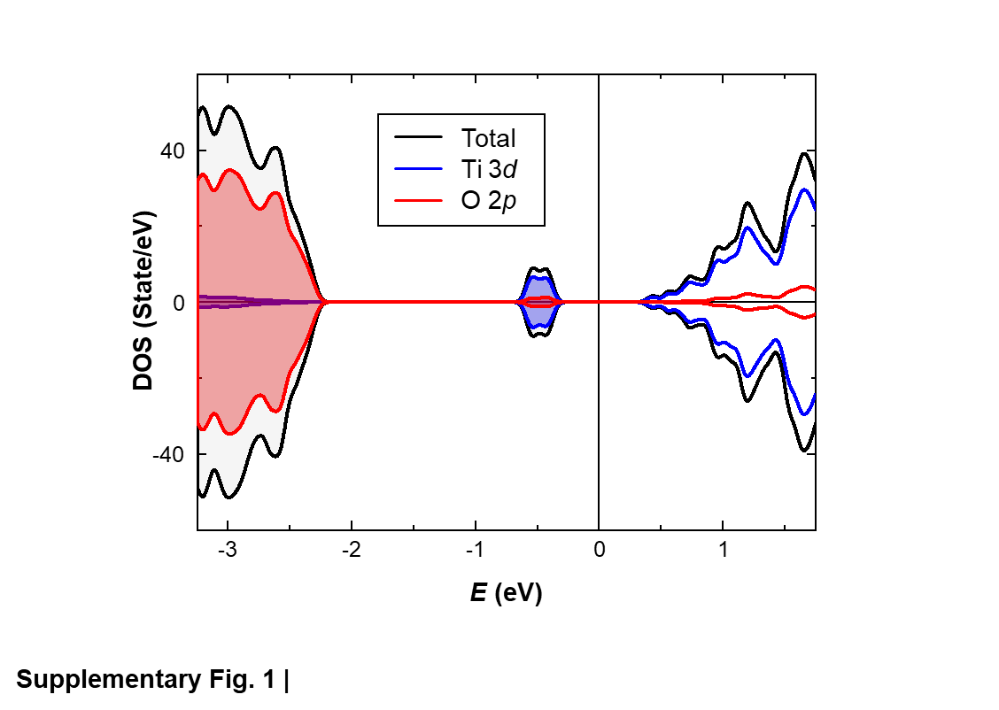 Total
Ti 3d
O 2p
40
0
-40
DOS (State/eV)
-3 -2 -1 0 1
E (eV)
Supplementary Fig. 1 |